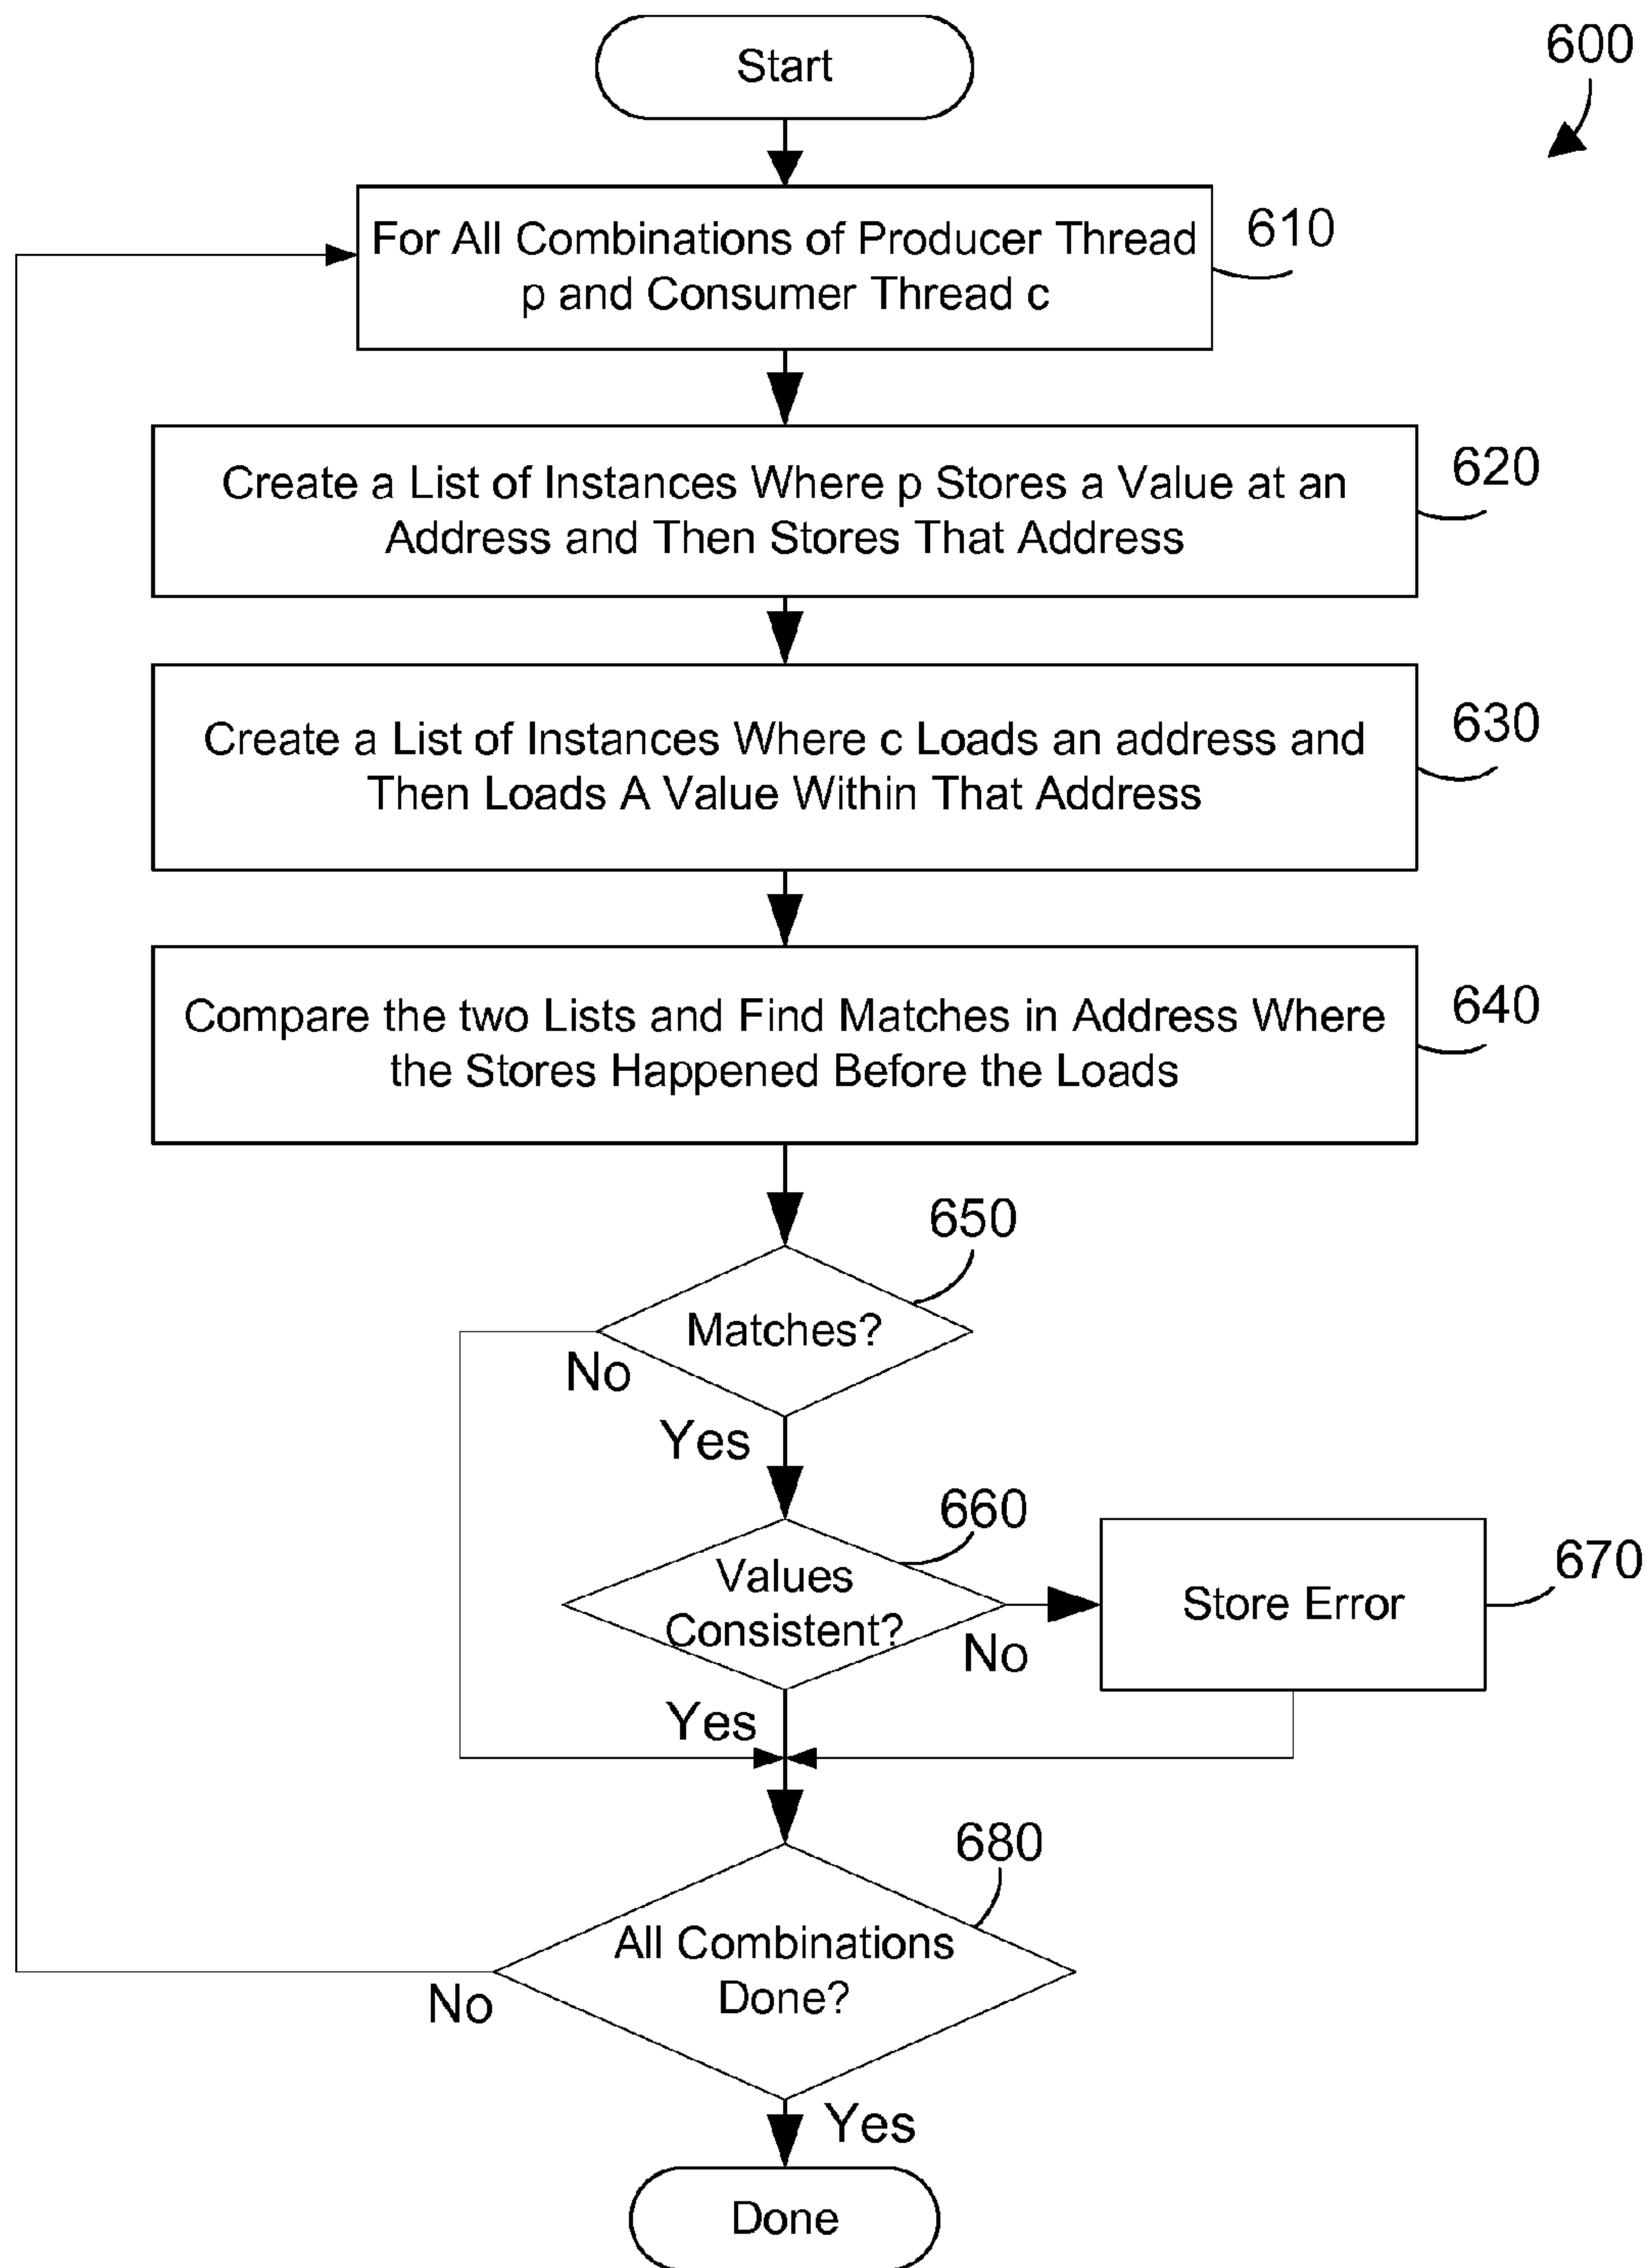 Start
600
For All Combinations of Producer Thread
p and Consumer Thread c
610
Create a List of Instances Where p Stores a Value at an
Address and Then Stores That Address
620
Create a List of Instances Where c Loads an address and
Then Loads A Value Within That Address
630
Compare the two Lists and Find Matches in Address Where
the Stores Happened Before the Loads
640
650
Matches?
No
Yes
660
Values
Consistent?
No
Store Error
670
Yes
680
All Combinations
Done?
No
Yes
Done